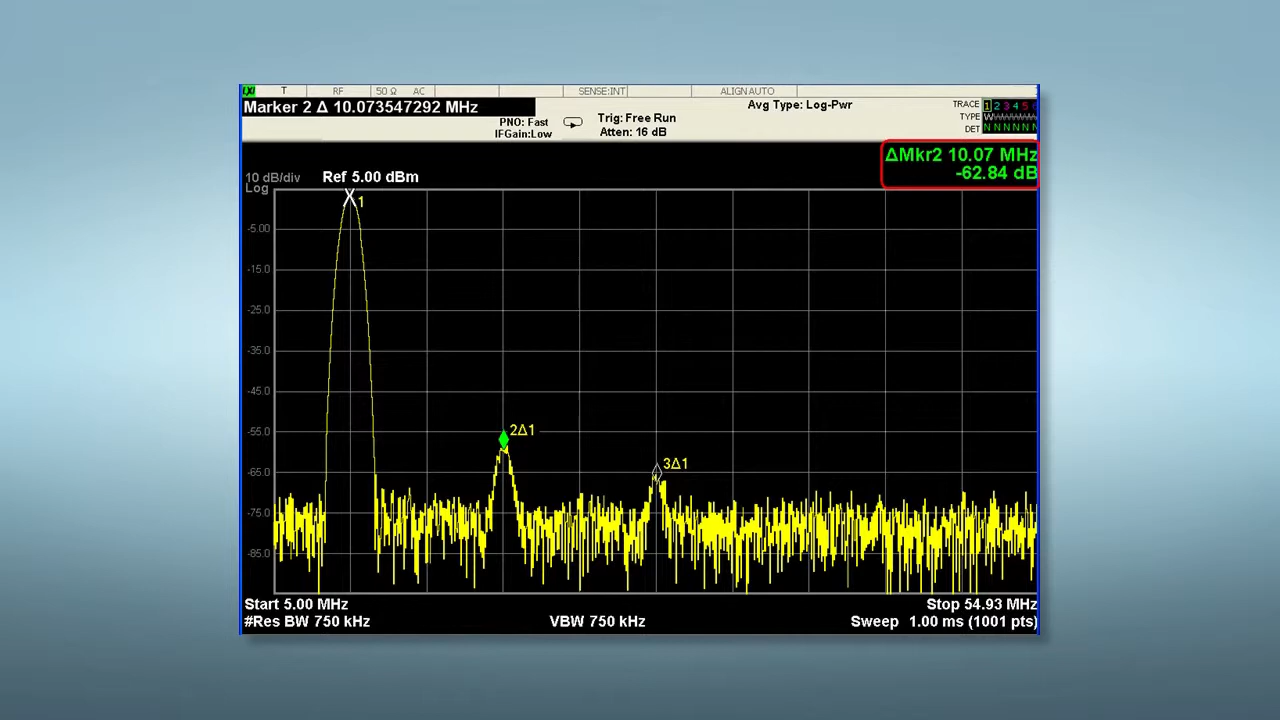 LXI T RF 50 Ω AC SENSE:INT ALIGN AUTO
Marker 2 Δ 10.073547292 MHz
PNO: Fast
IFGain:Low
Trig: Free Run
Atten: 16 dB
Avg Type: Log-Pwr
TRACE 1 2 3 4 5
TYPE
DET N N N N N N
ΔMkr2 10.07 MHz
-62.84 dB
10 dB/div
Log
Ref 5.00 dBm
1
-5.00
-15.0
-25.0
-35.0
-45.0
-55.0
2Δ1
-65.0
3Δ1
-75.0
-85.0
Start 5.00 MHz
Stop 54.93 MHz
#Res BW 750 kHz
VBW 750 kHz
Sweep 1.00 ms (1001 pts)